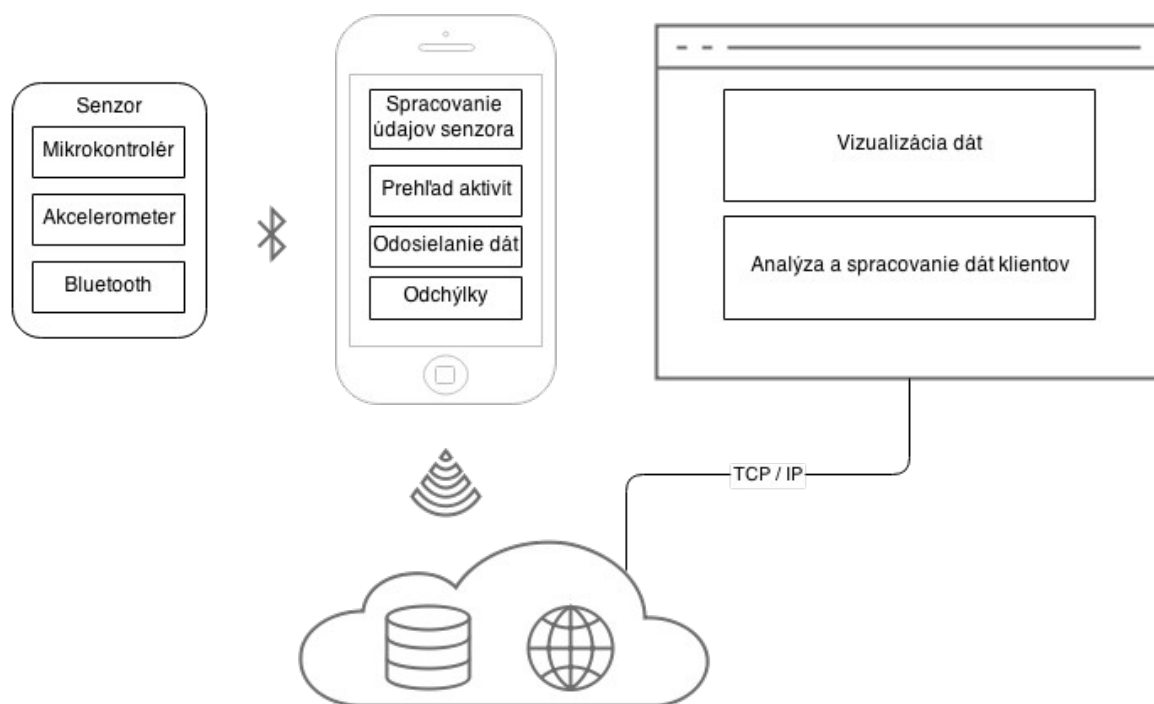 Senzor
Mikrokontrolér
Akcelerometer
Bluetooth
Spracovanie
údajov senzora
Prehľad aktivit
Odosielanie dát
Odchýlky
Vizualizácia dát
Analýza a spracovanie dát klientov
TCP / IP